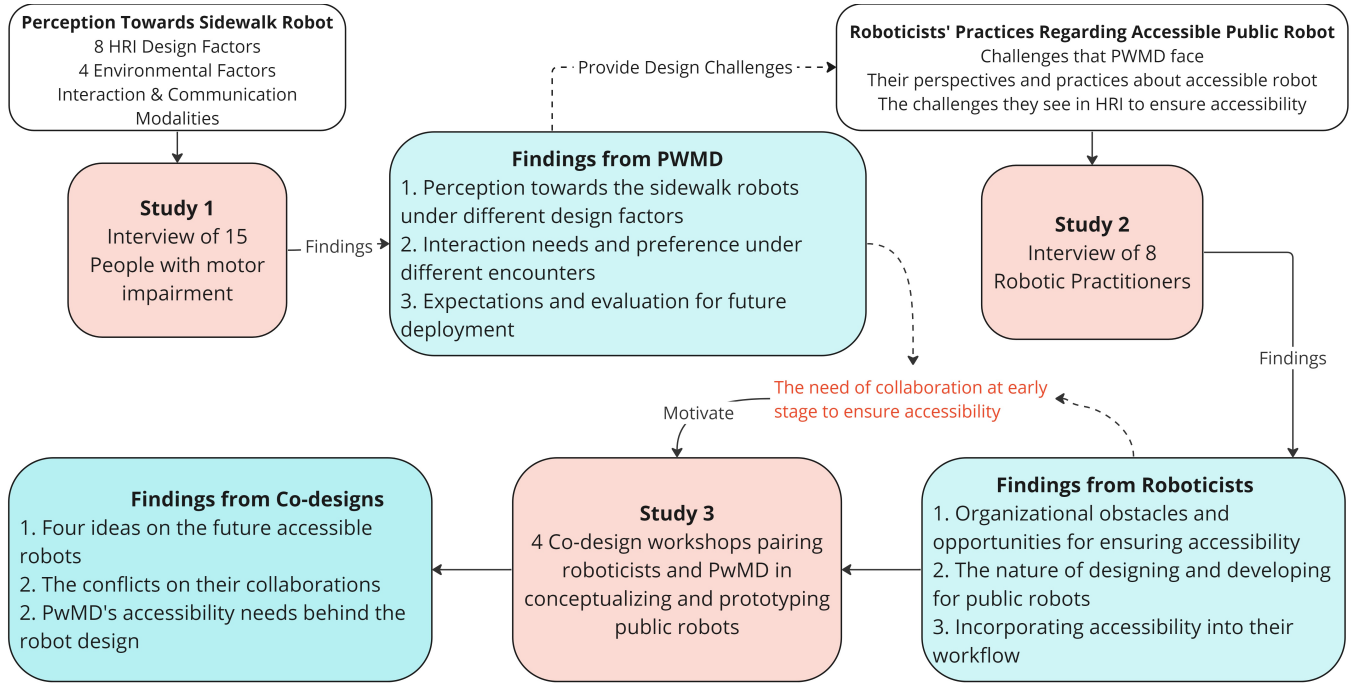 Perception Towards Sidewalk Robot
8 HRI Design Factors
4 Environmental Factors
Interaction & Communication
Modalities
Provide Design Challenges
Roboticists' Practices Regarding Accessible Public Robot
Challenges that PWMD face
Their perspectives and practices about accessible robot
The challenges they see in HRI to ensure accessibility
Study 1
Interview of 15
People with motor
impairment
Findings
Findings from PWMD
1. Perception towards the sidewalk robots
under different design factors
2. Interaction needs and preference under
different encounters
3. Expectations and evaluation for future
deployment
Study 2
Interview of 8
Robotic Practitioners
Findings
The need of collaboration at early
stage to ensure accessibility
Motivate
Findings from Co-designs
1. Four ideas on the future accessible
robots
2. The conflicts on their collaborations
2. PwMD's accessibility needs behind the
robot design
Study 3
4 Co-design workshops pairing
roboticists and PwMD in
conceptualizing and prototyping
public robots
Findings from Roboticists
1. Organizational obstacles and
opportunities for ensuring accessibility
2. The nature of designing and developing
for public robots
3. Incorporating accessibility into their
workflow